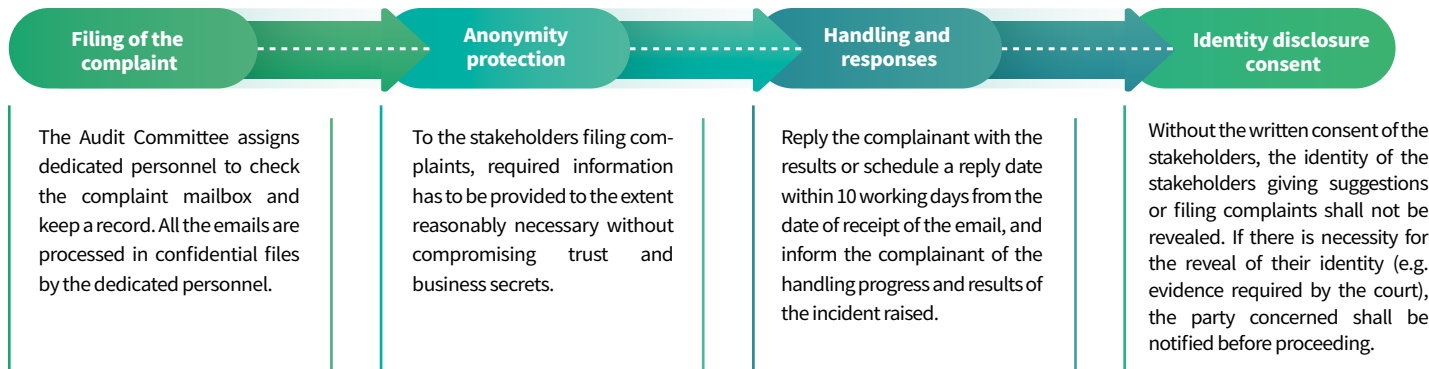 Filing of the
complaint
The Audit Committee assigns
dedicated personnel to check
the complaint mailbox and
keep a record. All the emails are
processed in confidential files
by the dedicated personnel.
Anonymity
protection
To the stakeholders filing com-
plaints, required information
has to be provided to the extent
reasonably necessary without
compromising trust and
business secrets.
Handling and
responses
Reply the complainant with the
results or schedule a reply date
within 10 working days from the
date of receipt of the email, and
inform the complainant of the
handling progress and results of
the incident raised.
Identity disclosure
consent
Without the written consent of the
stakeholders, the identity of the
stakeholders giving suggestions
or filing complaints shall not be
revealed. If there is necessity for
the reveal of their identity (e.g.
evidence required by the court),
the party concerned shall be
notified before proceeding.